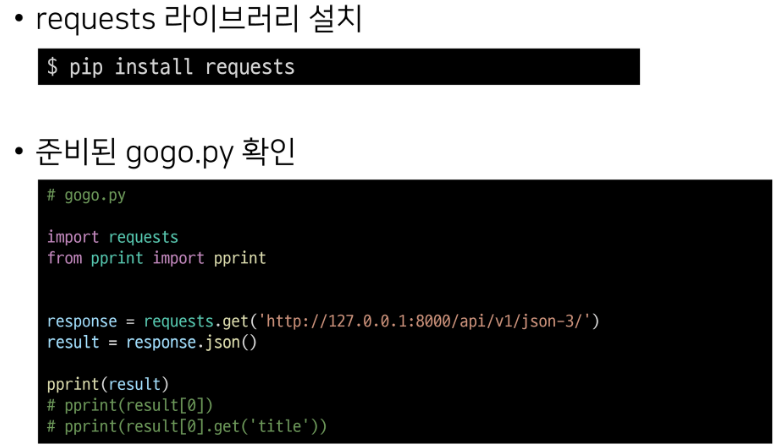 • requests 라이브러리 설치
$ pip install requests
• 준비된 gogo.py 확인
# gogo.py
import requests
from pprint import pprint
response = requests.get('http://127.0.0.1:8000/api/v1/json-3/')
result = response.json()
pprint(result)
# pprint(result[0])
# pprint(result[0].get('title'))